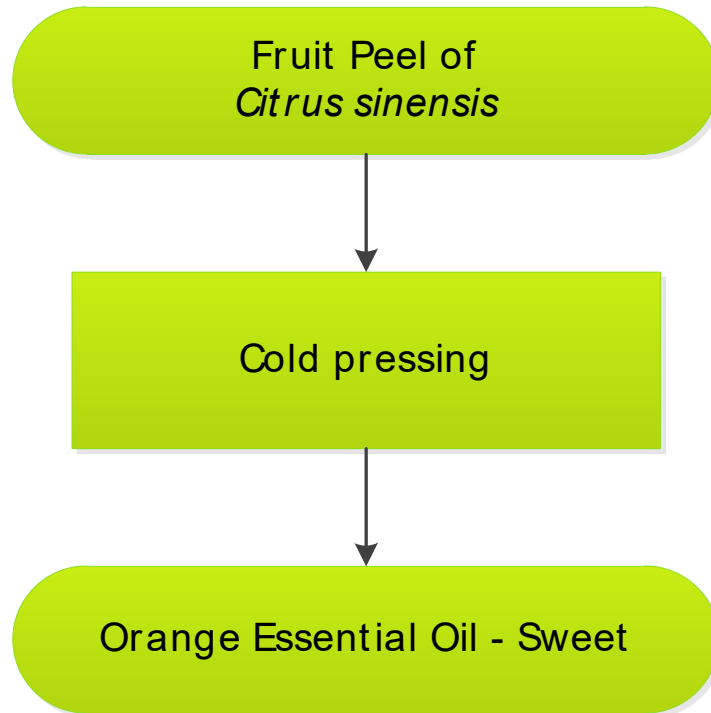 Fruit Peel of
Citrus sinensis
Cold pressing
Orange Essential Oil - Sweet